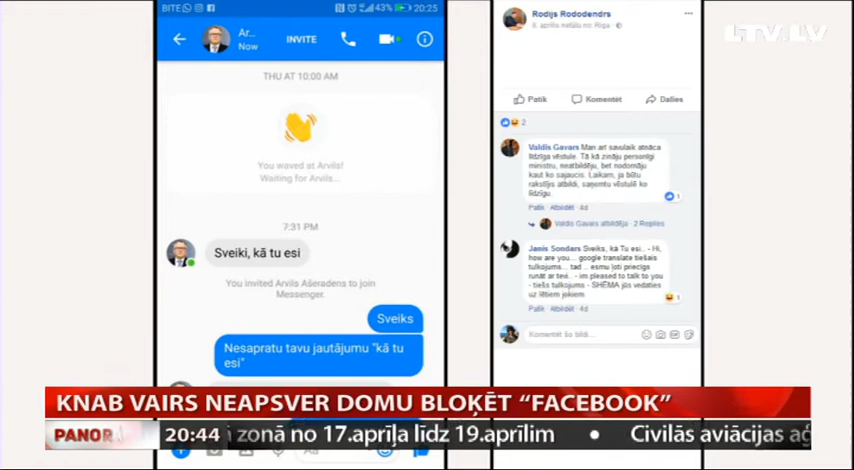 BITE 43% 20:25
Ar...
Now
INVITE
THU AT 10:00 AM
You waved at Arvils!
Waiting for Arvils...
7:31 PM
Sveiki, kā tu esi
You invited Arvils Ašeradens to join
Messenger.
Sveiks
Nesapratu tavu jautājumu "kā tu
esi"
Aa
Rodijs Rododendrs
LTV.LV
Patīk Komentēt Dalies
2
Valdis Gavars Man arī savulaik atnāca
līdzīga vēstule. Tā kā zināju personīgi
ministru, neatbildēju, bet nodomāju
kaut ko sajaucis. Laikam, ja būtu
rakstījis atbildi, saņemtu vēstulē ko
līdzīgu.
1
Patīk · Atbildēt · 4d
Valdis Gavars atbildēja · 2 Replies
Janis Sondars Sveiks, kā Tu esi.. - Hi,
how are you... google translate tiešais
tulkojums... tad .. esmu ļoti priecīgs
runāt ar tevi.. - im pleased to talk to you
- tiešs tulkojums - SHĒMA jūs vedaties
uz lētiem jokiem
1
Patīk · Atbildēt · 4d
Komentēt šo bildi...
KNAB VAIRS NEAPSVER DOMU BLOĶĒT "FACEBOOK"
PANORĀ 20:44 ā zonā no 17.aprīļa līdz 19.aprīlim • Civilās aviācijas aģ